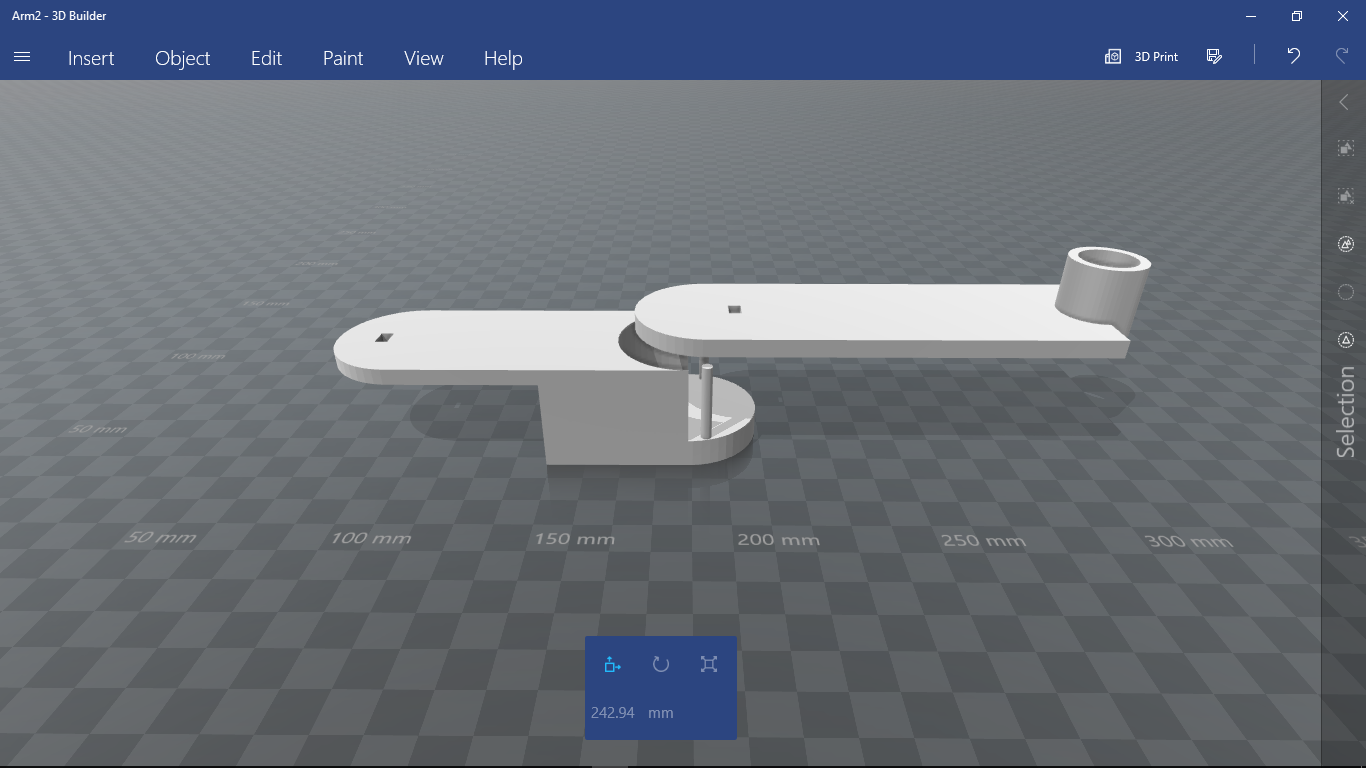 Arm2 - 3D Builder
Insert Object Edit Paint View Help
3D Print
Selection
100 mm
50 mm
50 mm 100 mm 150 mm 200 mm 250 mm 300 mm
242.94 mm